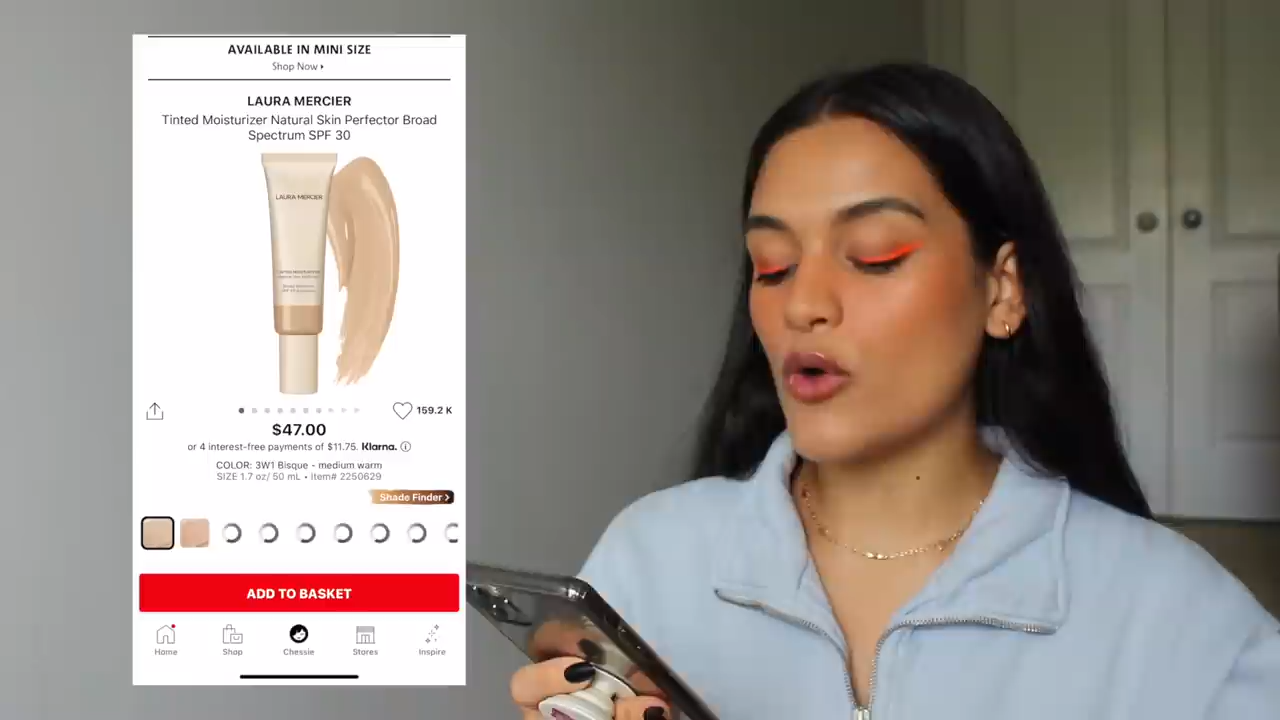 AVAILABLE IN MINI SIZE
Shop Now
LAURA MERCIER
Tinted Moisturizer Natural Skin Perfector Broad
Spectrum SPF 30
LAURA MERCIER
159.2 K
$47.00
or 4 interest-free payments of $11.75. Klarna.
COLOR: 3W1 Bisque - medium warm
SIZE 1.7 oz/ 50 mL • Item# 2250629
Shade Finder >
ADD TO BASKET
Home Shop Chessie Stores Inspire